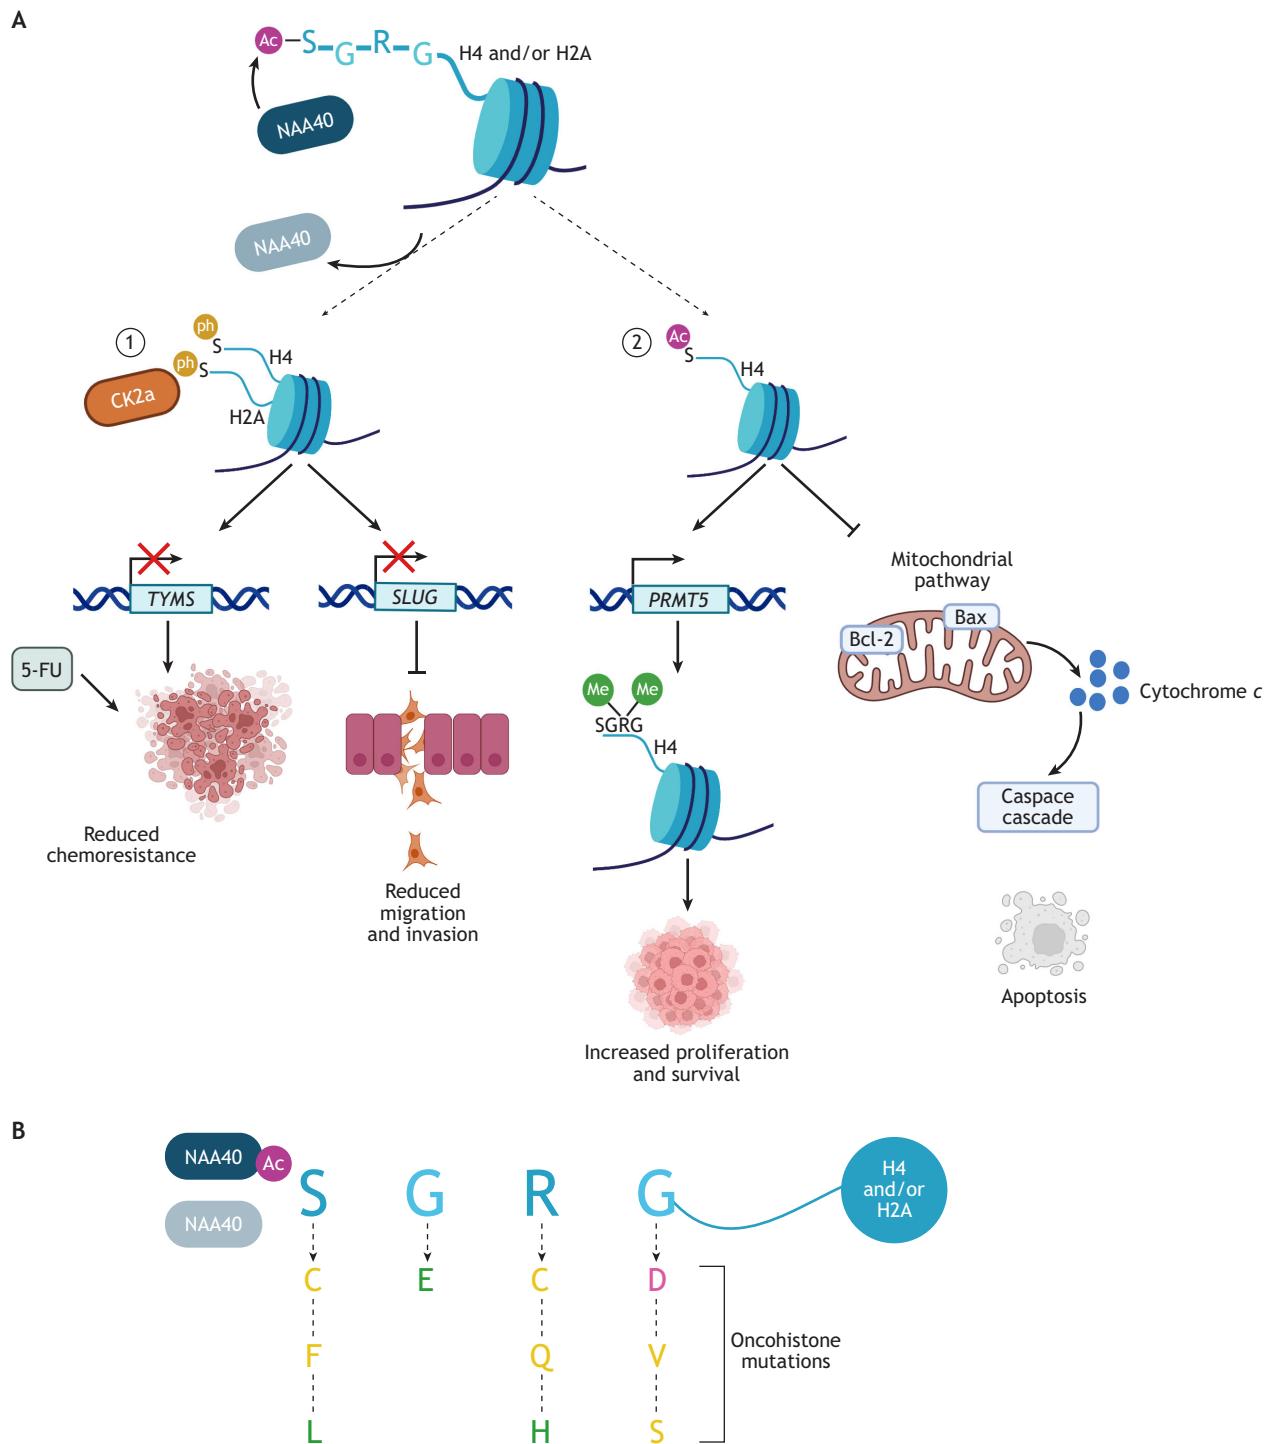 A
Ac
S
G
R
G
H4 and/or H2A
NAA40
NAA40
1
ph
S
ph
S
H4
CK2a
H2A
2
Ac
S
H4
TYMS
SLUG
PRMT5
Mitochondrial
pathway
Bcl-2
Bax
Cytochrome c
5-FU
Me
Me
SGRG
H4
Caspace
cascade
Reduced
chemoresistance
Reduced
migration
and invasion
Apoptosis
Increased proliferation
and survival
B
NAA40
Ac
NAA40
S
G
R
G
H4
and/or
H2A
C
E
C
D
F
Q
V
L
H
S
Oncohistone
mutations